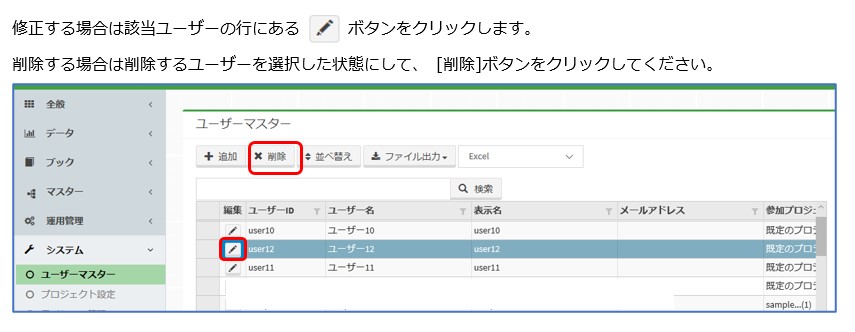 修正する場合は該当ユーザーの行にある ボタンをクリックします。
削除する場合は削除するユーザーを選択した状態にして、 [削除]ボタンをクリックしてください。
全般
データ
ブック
マスター
運用管理
システム
ユーザーマスター
プロジェクト設定
ユーザーマスター
追加 削除 並べ替え ファイル出力 Excel
検索
編集 ユーザーID ユーザー名 表示名 メールアドレス 参加プロジ
user10 ユーザー10 user10 既定のプロ
user12 ユーザー12 user12 既定のプロ
user11 ユーザー11 user11 既定のプロ
既定のプロ
sample...(1)